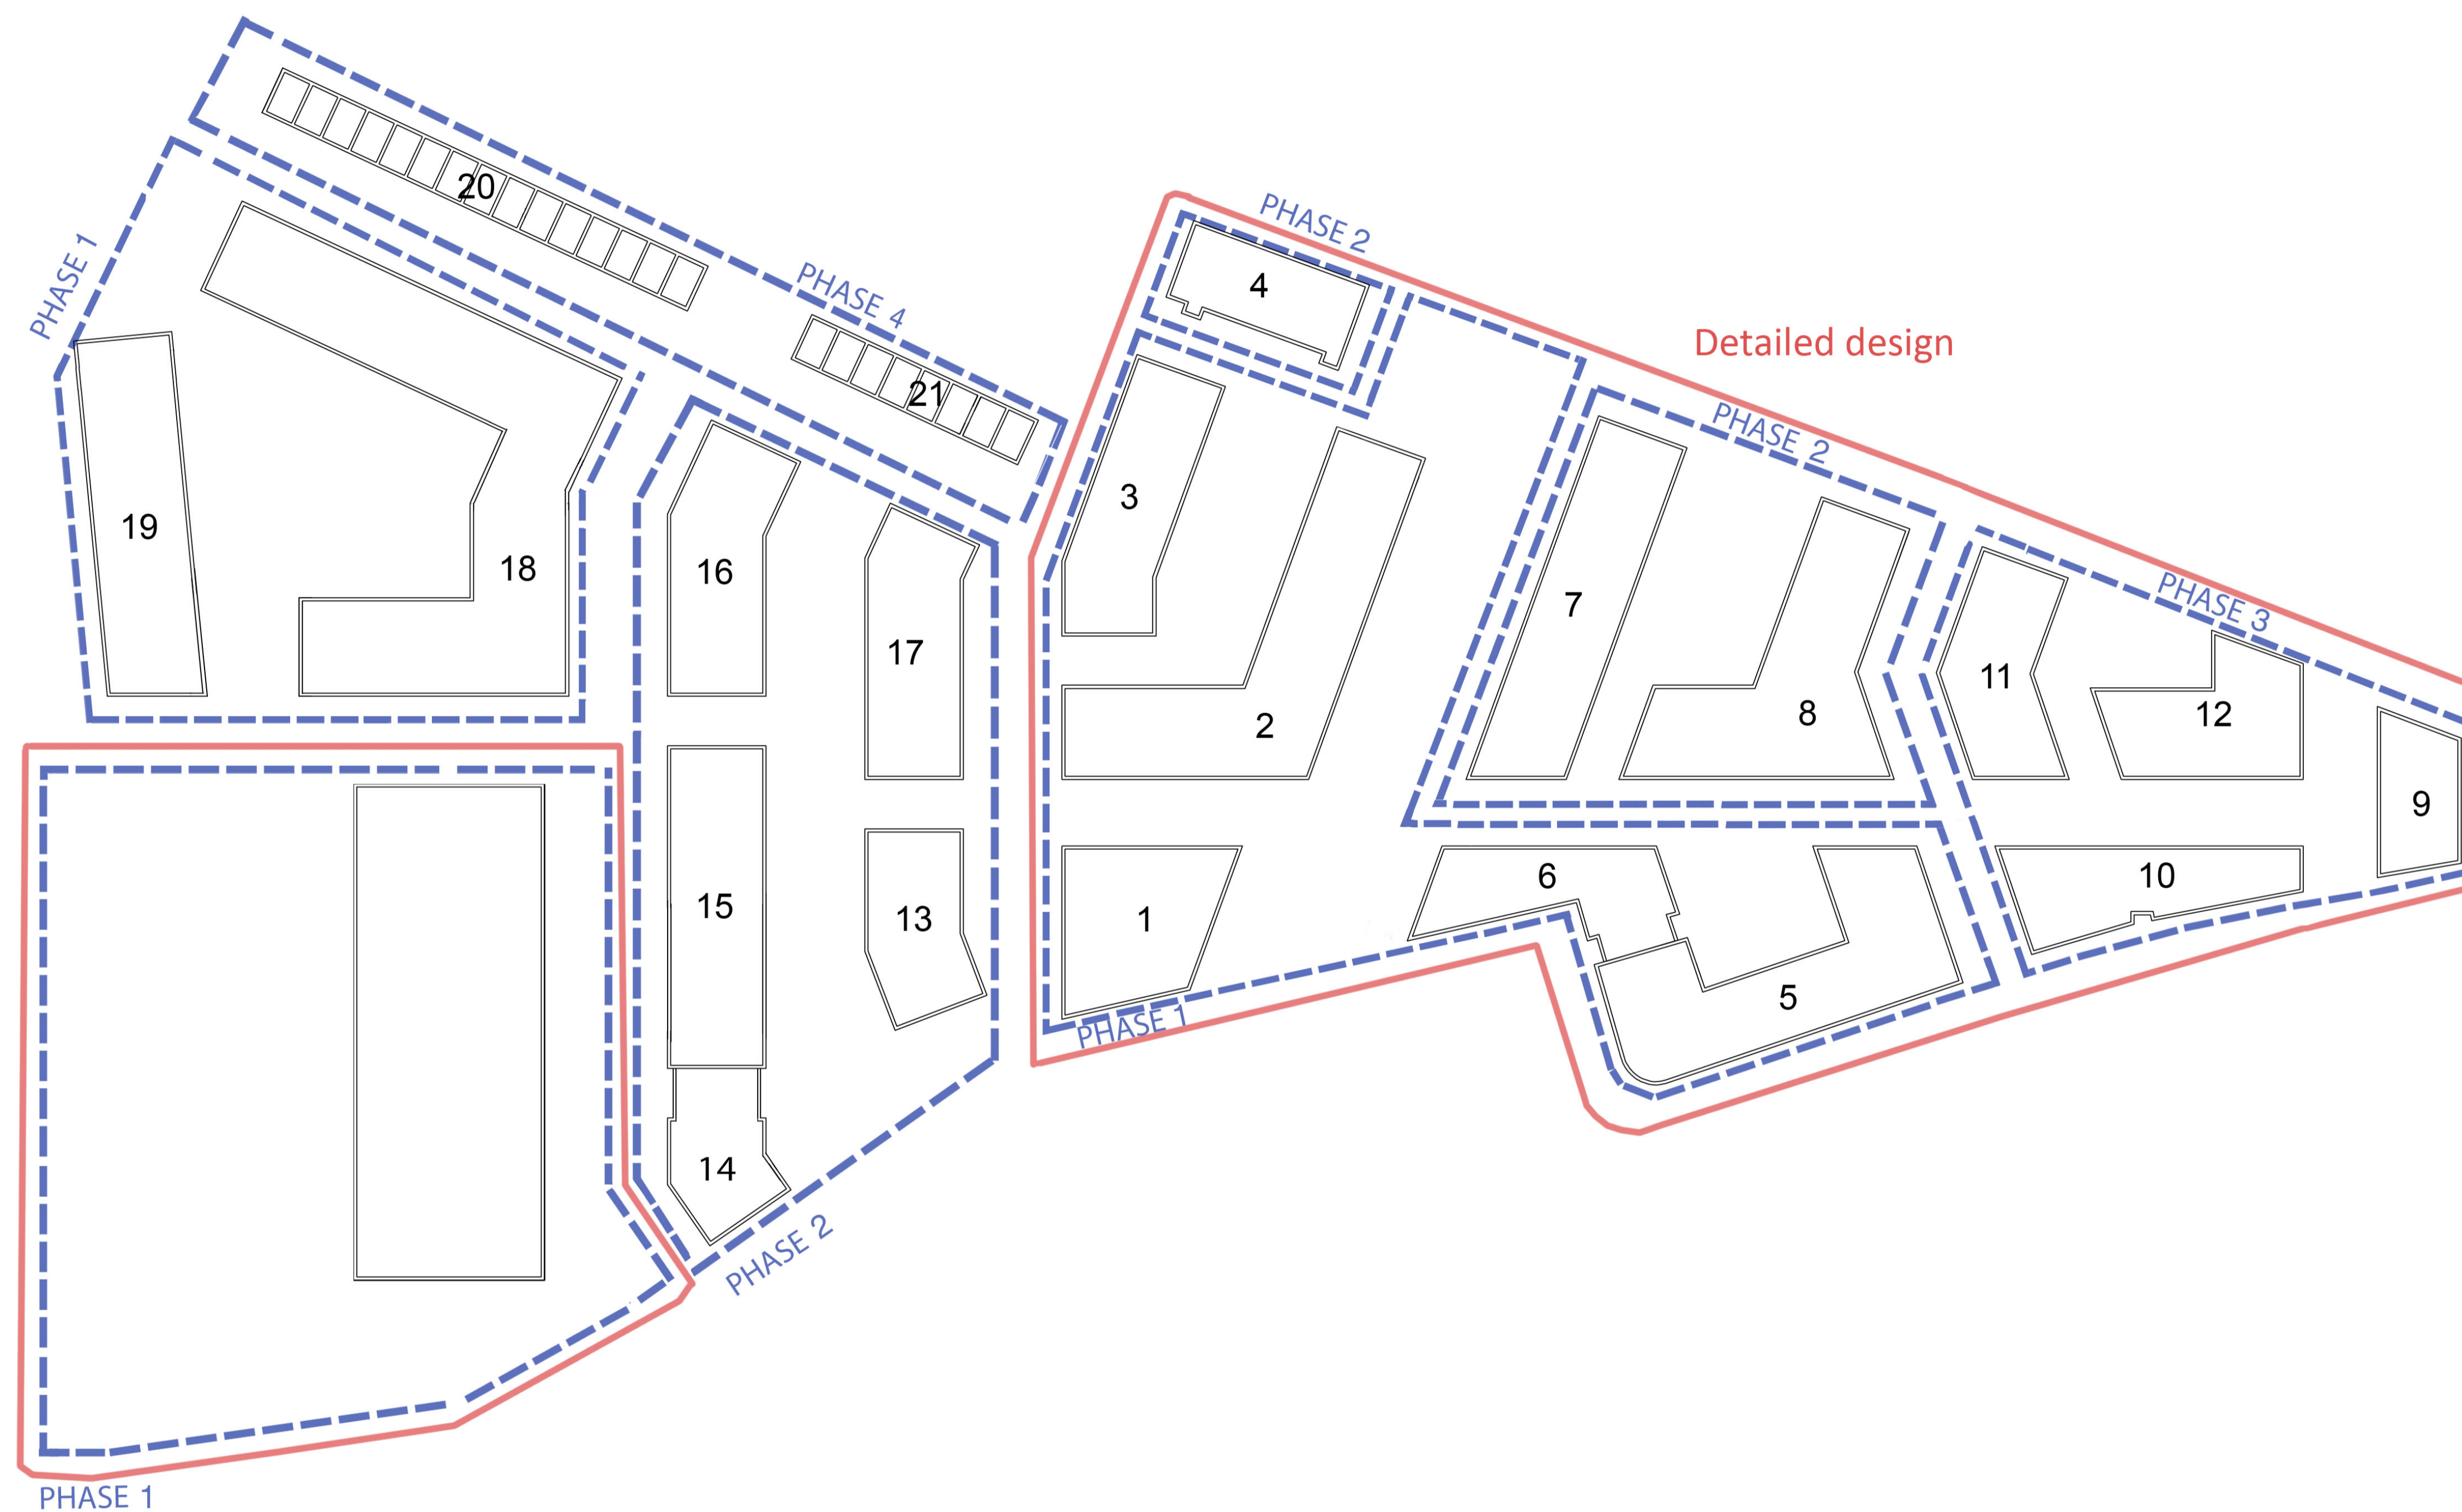 20
PHASE 2
PHASE 1
PHASE 4
4
Detailed design
21
PHASE 2
3
19
18
16
7
PHASE 3
17
11
2
8
12
9
15
13
1
6
10
5
PHASE 1
14
PHASE 2
PHASE 1